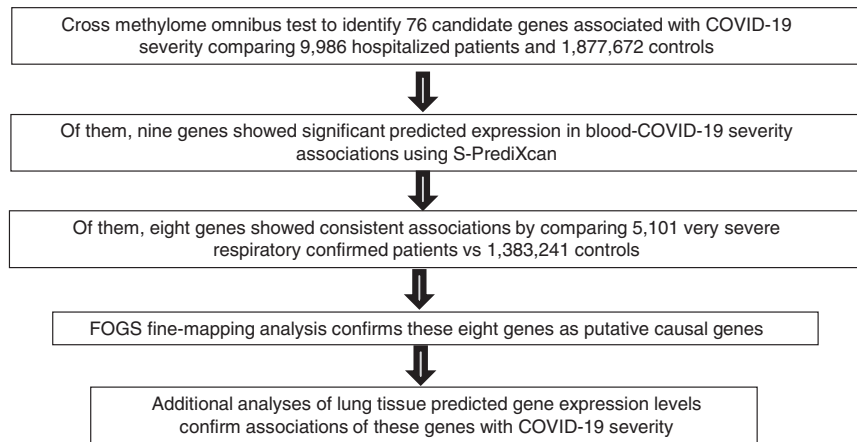 Cross methylome omnibus test to identify 76 candidate genes associated with COVID-19
severity comparing 9,986 hospitalized patients and 1,877,672 controls
Of them, nine genes showed significant predicted expression in blood-COVID-19 severity
associations using S-PrediXcan
Of them, eight genes showed consistent associations by comparing 5,101 very severe
respiratory confirmed patients vs 1,383,241 controls
FOGS fine-mapping analysis confirms these eight genes as putative causal genes
Additional analyses of lung tissue predicted gene expression levels
confirm associations of these genes with COVID-19 severity